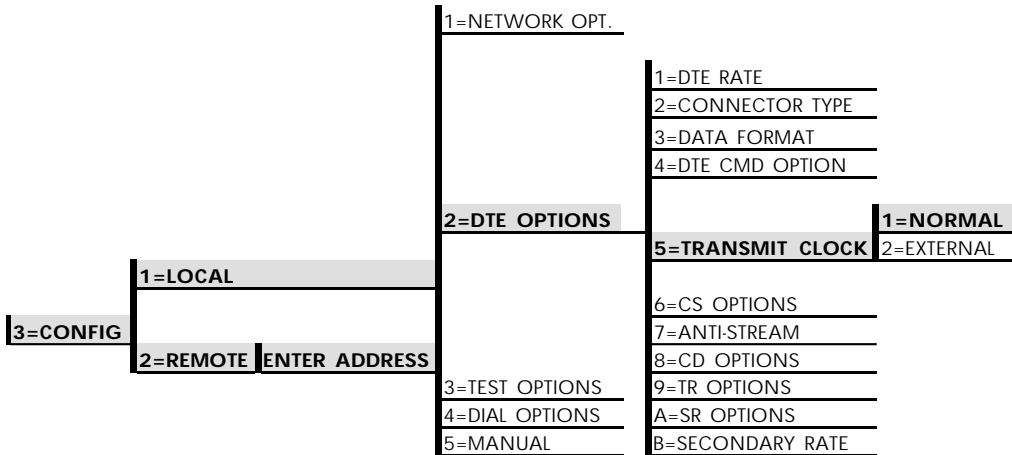 1=NETWORK OPT.
1=DTE RATE
2=CONNECTOR TYPE
3=DATA FORMAT
4=DTE CMD OPTION
2=DTE OPTIONS
1=NORMAL
5=TRANSMIT CLOCK
2=EXTERNAL
1=LOCAL
6=CS OPTIONS
3=CONFIG
7=ANTI-STREAM
2=REMOTE
ENTER ADDRESS
8=CD OPTIONS
3=TEST OPTIONS
9=TR OPTIONS
4=DIAL OPTIONS
A=SR OPTIONS
5=MANUAL
B=SECONDARY RATE